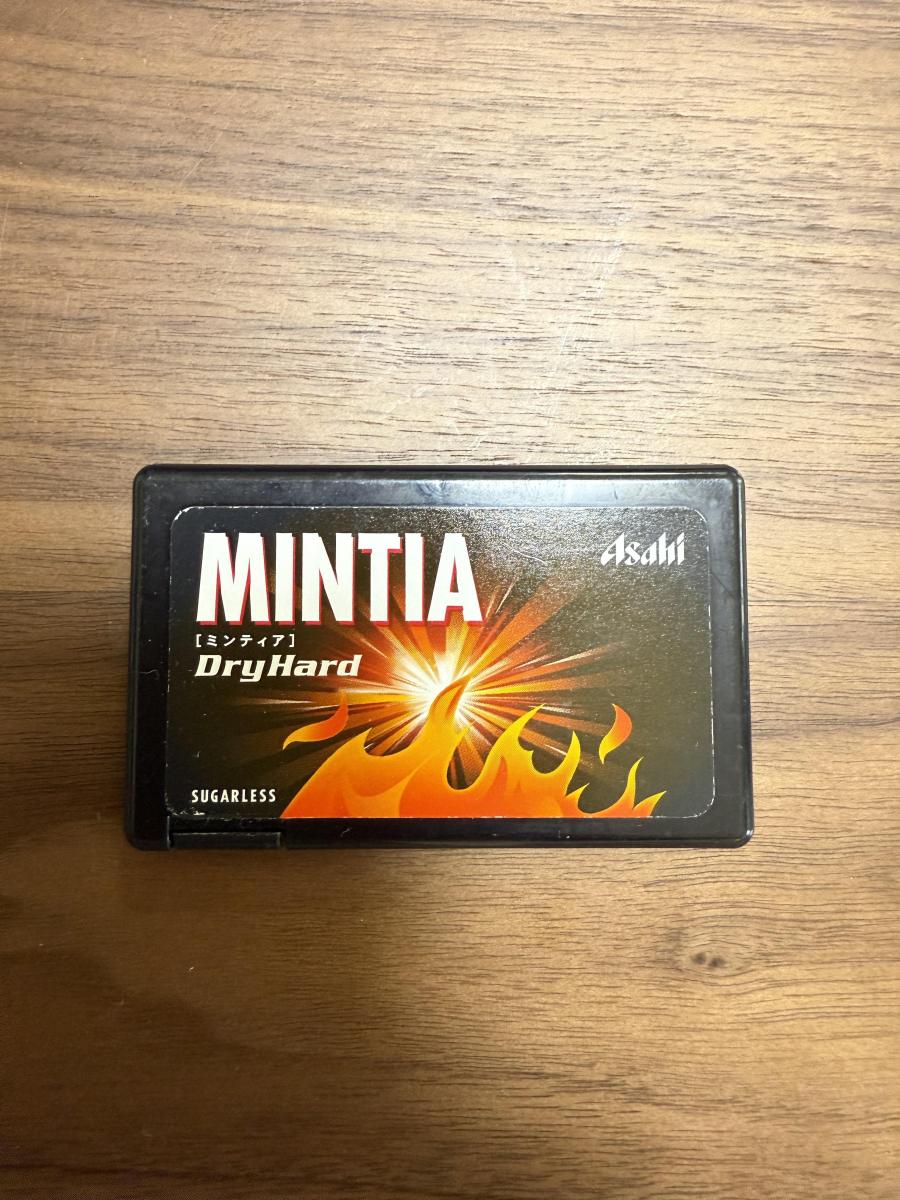 MINTIA
Asahi
[ミンティア]
DryHard
SUGARLESS